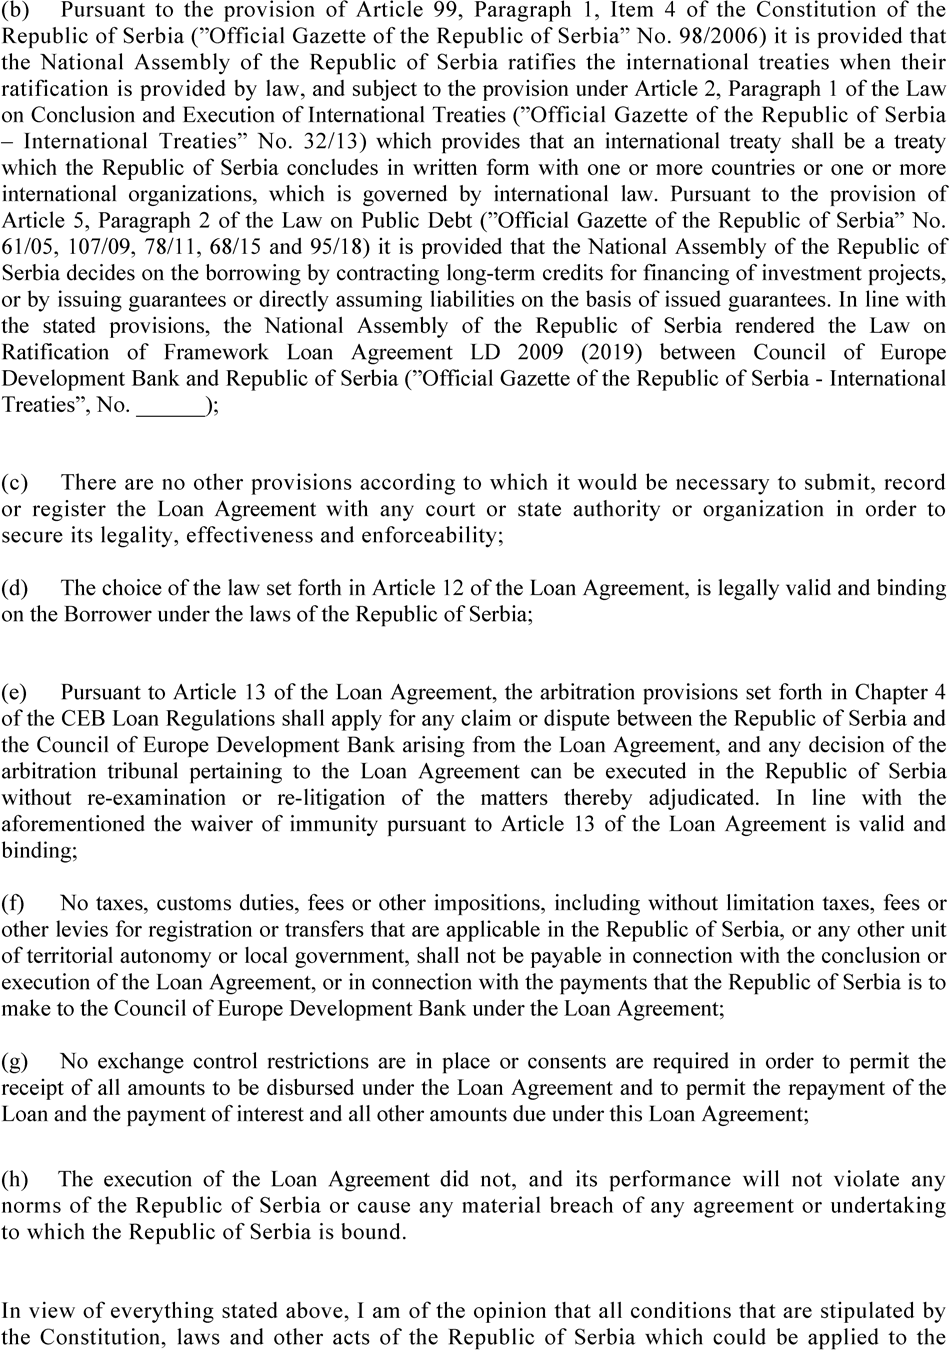 (b) Pursuant to the provision of Article 99, Paragraph 1, Item 4 of the Constitution of the
Republic of Serbia (”Official Gazette of the Republic of Serbia” No. 98/2006) it is provided that
the National Assembly of the Republic of Serbia ratifies the international treaties when their
ratification is provided by law, and subject to the provision under Article 2, Paragraph 1 of the Law
on Conclusion and Execution of International Treaties (”Official Gazette of the Republic of Serbia
– International Treaties” No. 32/13) which provides that an international treaty shall be a treaty
which the Republic of Serbia concludes in written form with one or more countries or one or more
international organizations, which is governed by international law. Pursuant to the provision of
Article 5, Paragraph 2 of the Law on Public Debt (”Official Gazette of the Republic of Serbia” No.
61/05, 107/09, 78/11, 68/15 and 95/18) it is provided that the National Assembly of the Republic of
Serbia decides on the borrowing by contracting long-term credits for financing of investment projects,
or by issuing guarantees or directly assuming liabilities on the basis of issued guarantees. In line with
the stated provisions, the National Assembly of the Republic of Serbia rendered the Law on
Ratification of Framework Loan Agreement LD 2009 (2019) between Council of Europe
Development Bank and Republic of Serbia (”Official Gazette of the Republic of Serbia - International
Treaties”, No. ______);
(c) There are no other provisions according to which it would be necessary to submit, record
or register the Loan Agreement with any court or state authority or organization in order to
secure its legality, effectiveness and enforceability;
(d) The choice of the law set forth in Article 12 of the Loan Agreement, is legally valid and binding
on the Borrower under the laws of the Republic of Serbia;
(e) Pursuant to Article 13 of the Loan Agreement, the arbitration provisions set forth in Chapter 4
of the CEB Loan Regulations shall apply for any claim or dispute between the Republic of Serbia and
the Council of Europe Development Bank arising from the Loan Agreement, and any decision of the
arbitration tribunal pertaining to the Loan Agreement can be executed in the Republic of Serbia
without re-examination or re-litigation of the matters thereby adjudicated. In line with the
aforementioned the waiver of immunity pursuant to Article 13 of the Loan Agreement is valid and
binding;
(f) No taxes, customs duties, fees or other impositions, including without limitation taxes, fees or
other levies for registration or transfers that are applicable in the Republic of Serbia, or any other unit
of territorial autonomy or local government, shall not be payable in connection with the conclusion or
execution of the Loan Agreement, or in connection with the payments that the Republic of Serbia is to
make to the Council of Europe Development Bank under the Loan Agreement;
(g) No exchange control restrictions are in place or consents are required in order to permit the
receipt of all amounts to be disbursed under the Loan Agreement and to permit the repayment of the
Loan and the payment of interest and all other amounts due under this Loan Agreement;
(h) The execution of the Loan Agreement did not, and its performance will not violate any
norms of the Republic of Serbia or cause any material breach of any agreement or undertaking
to which the Republic of Serbia is bound.
In view of everything stated above, I am of the opinion that all conditions that are stipulated by
the Constitution, laws and other acts of the Republic of Serbia which could be applied to the